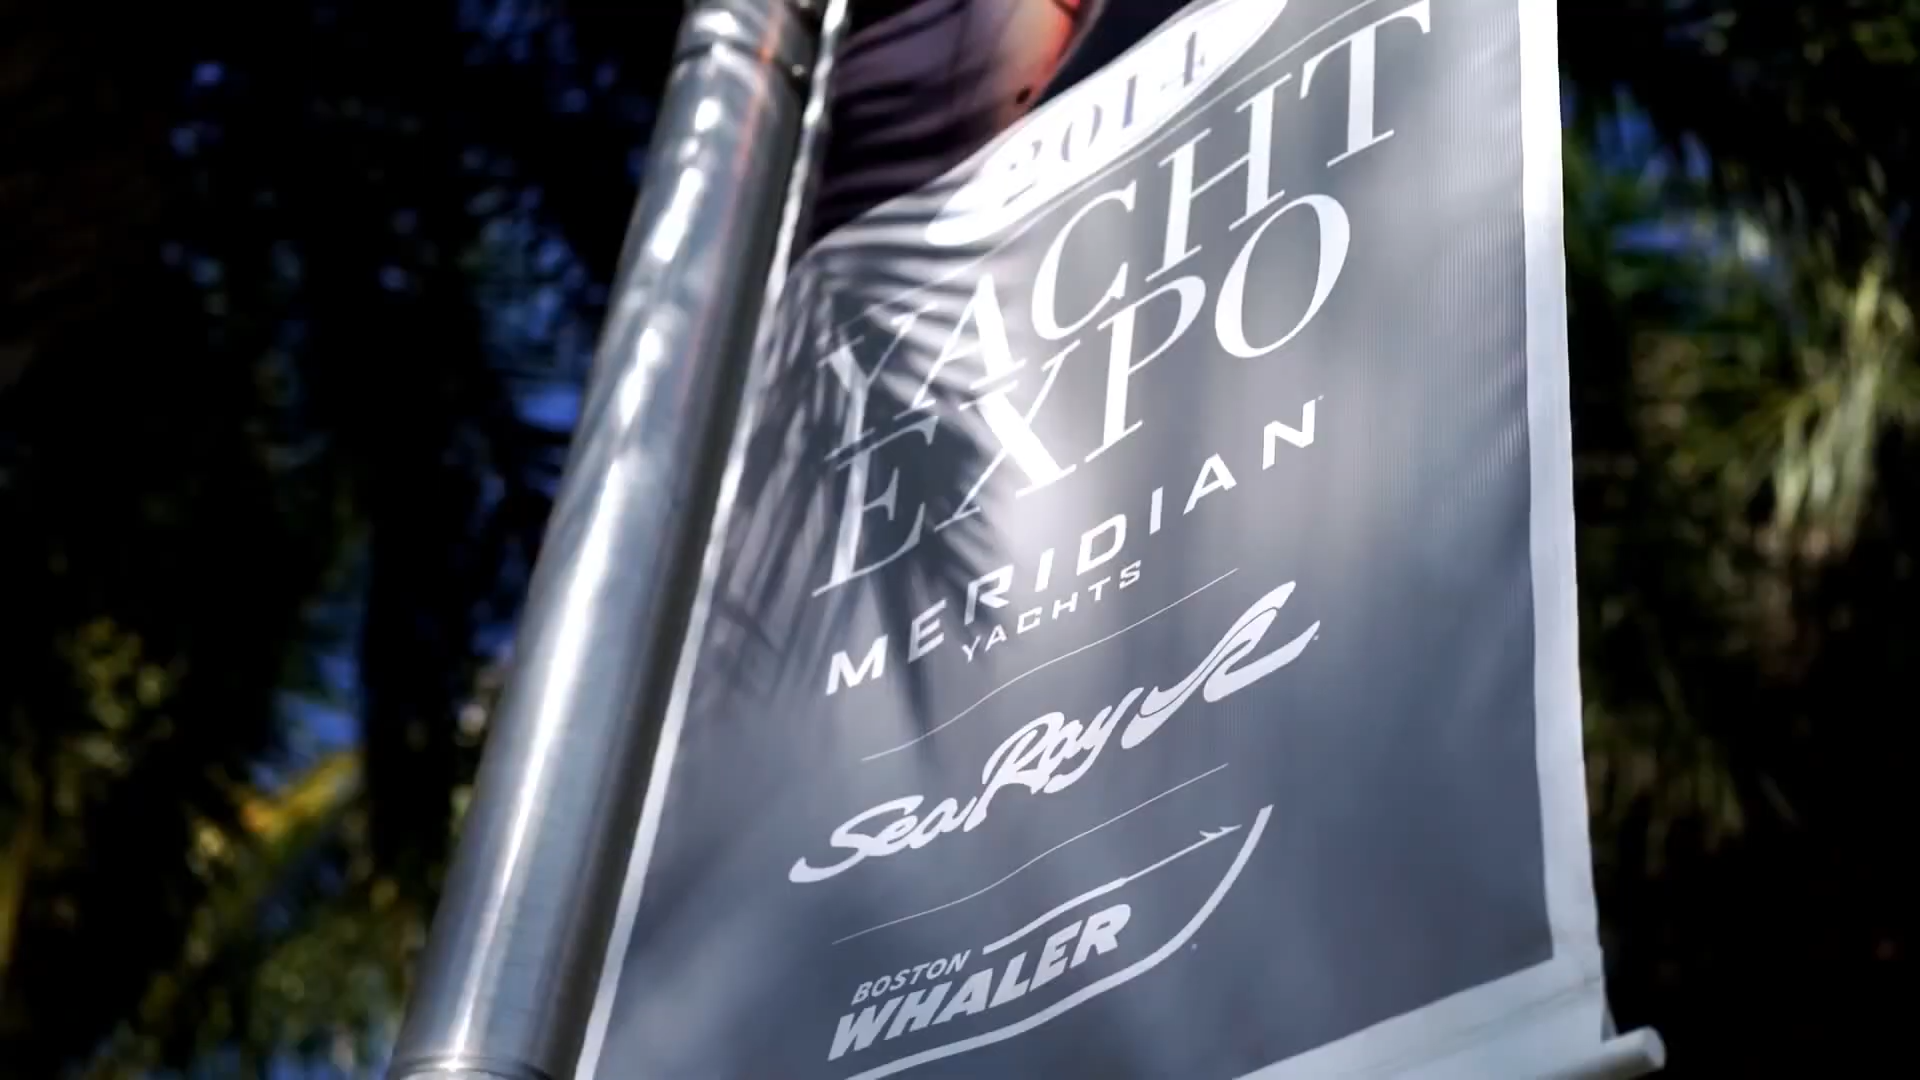 2014
YACHT
EXPO
MERIDIAN
YACHTS
Sea Ray
BOSTON
WHALER